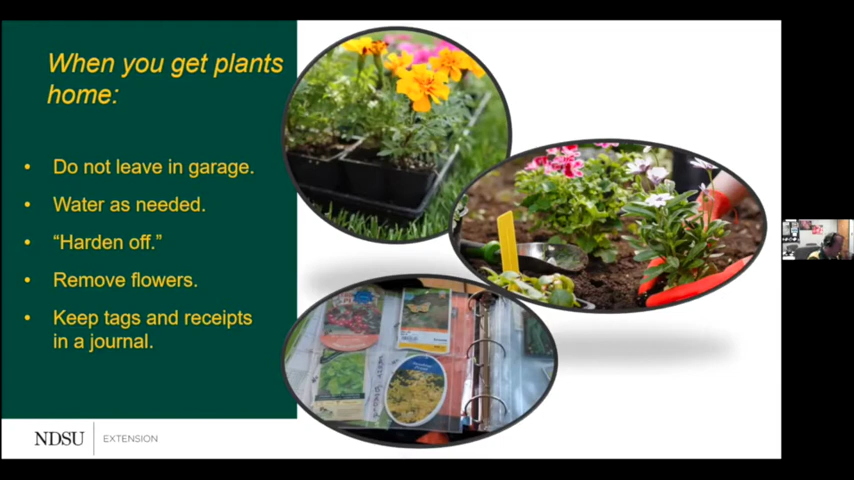 When you get plants
home:
• Do not leave in garage.
• Water as needed.
• “Harden off.”
• Remove flowers.
• Keep tags and receipts
in a journal.
NDSU EXTENSION